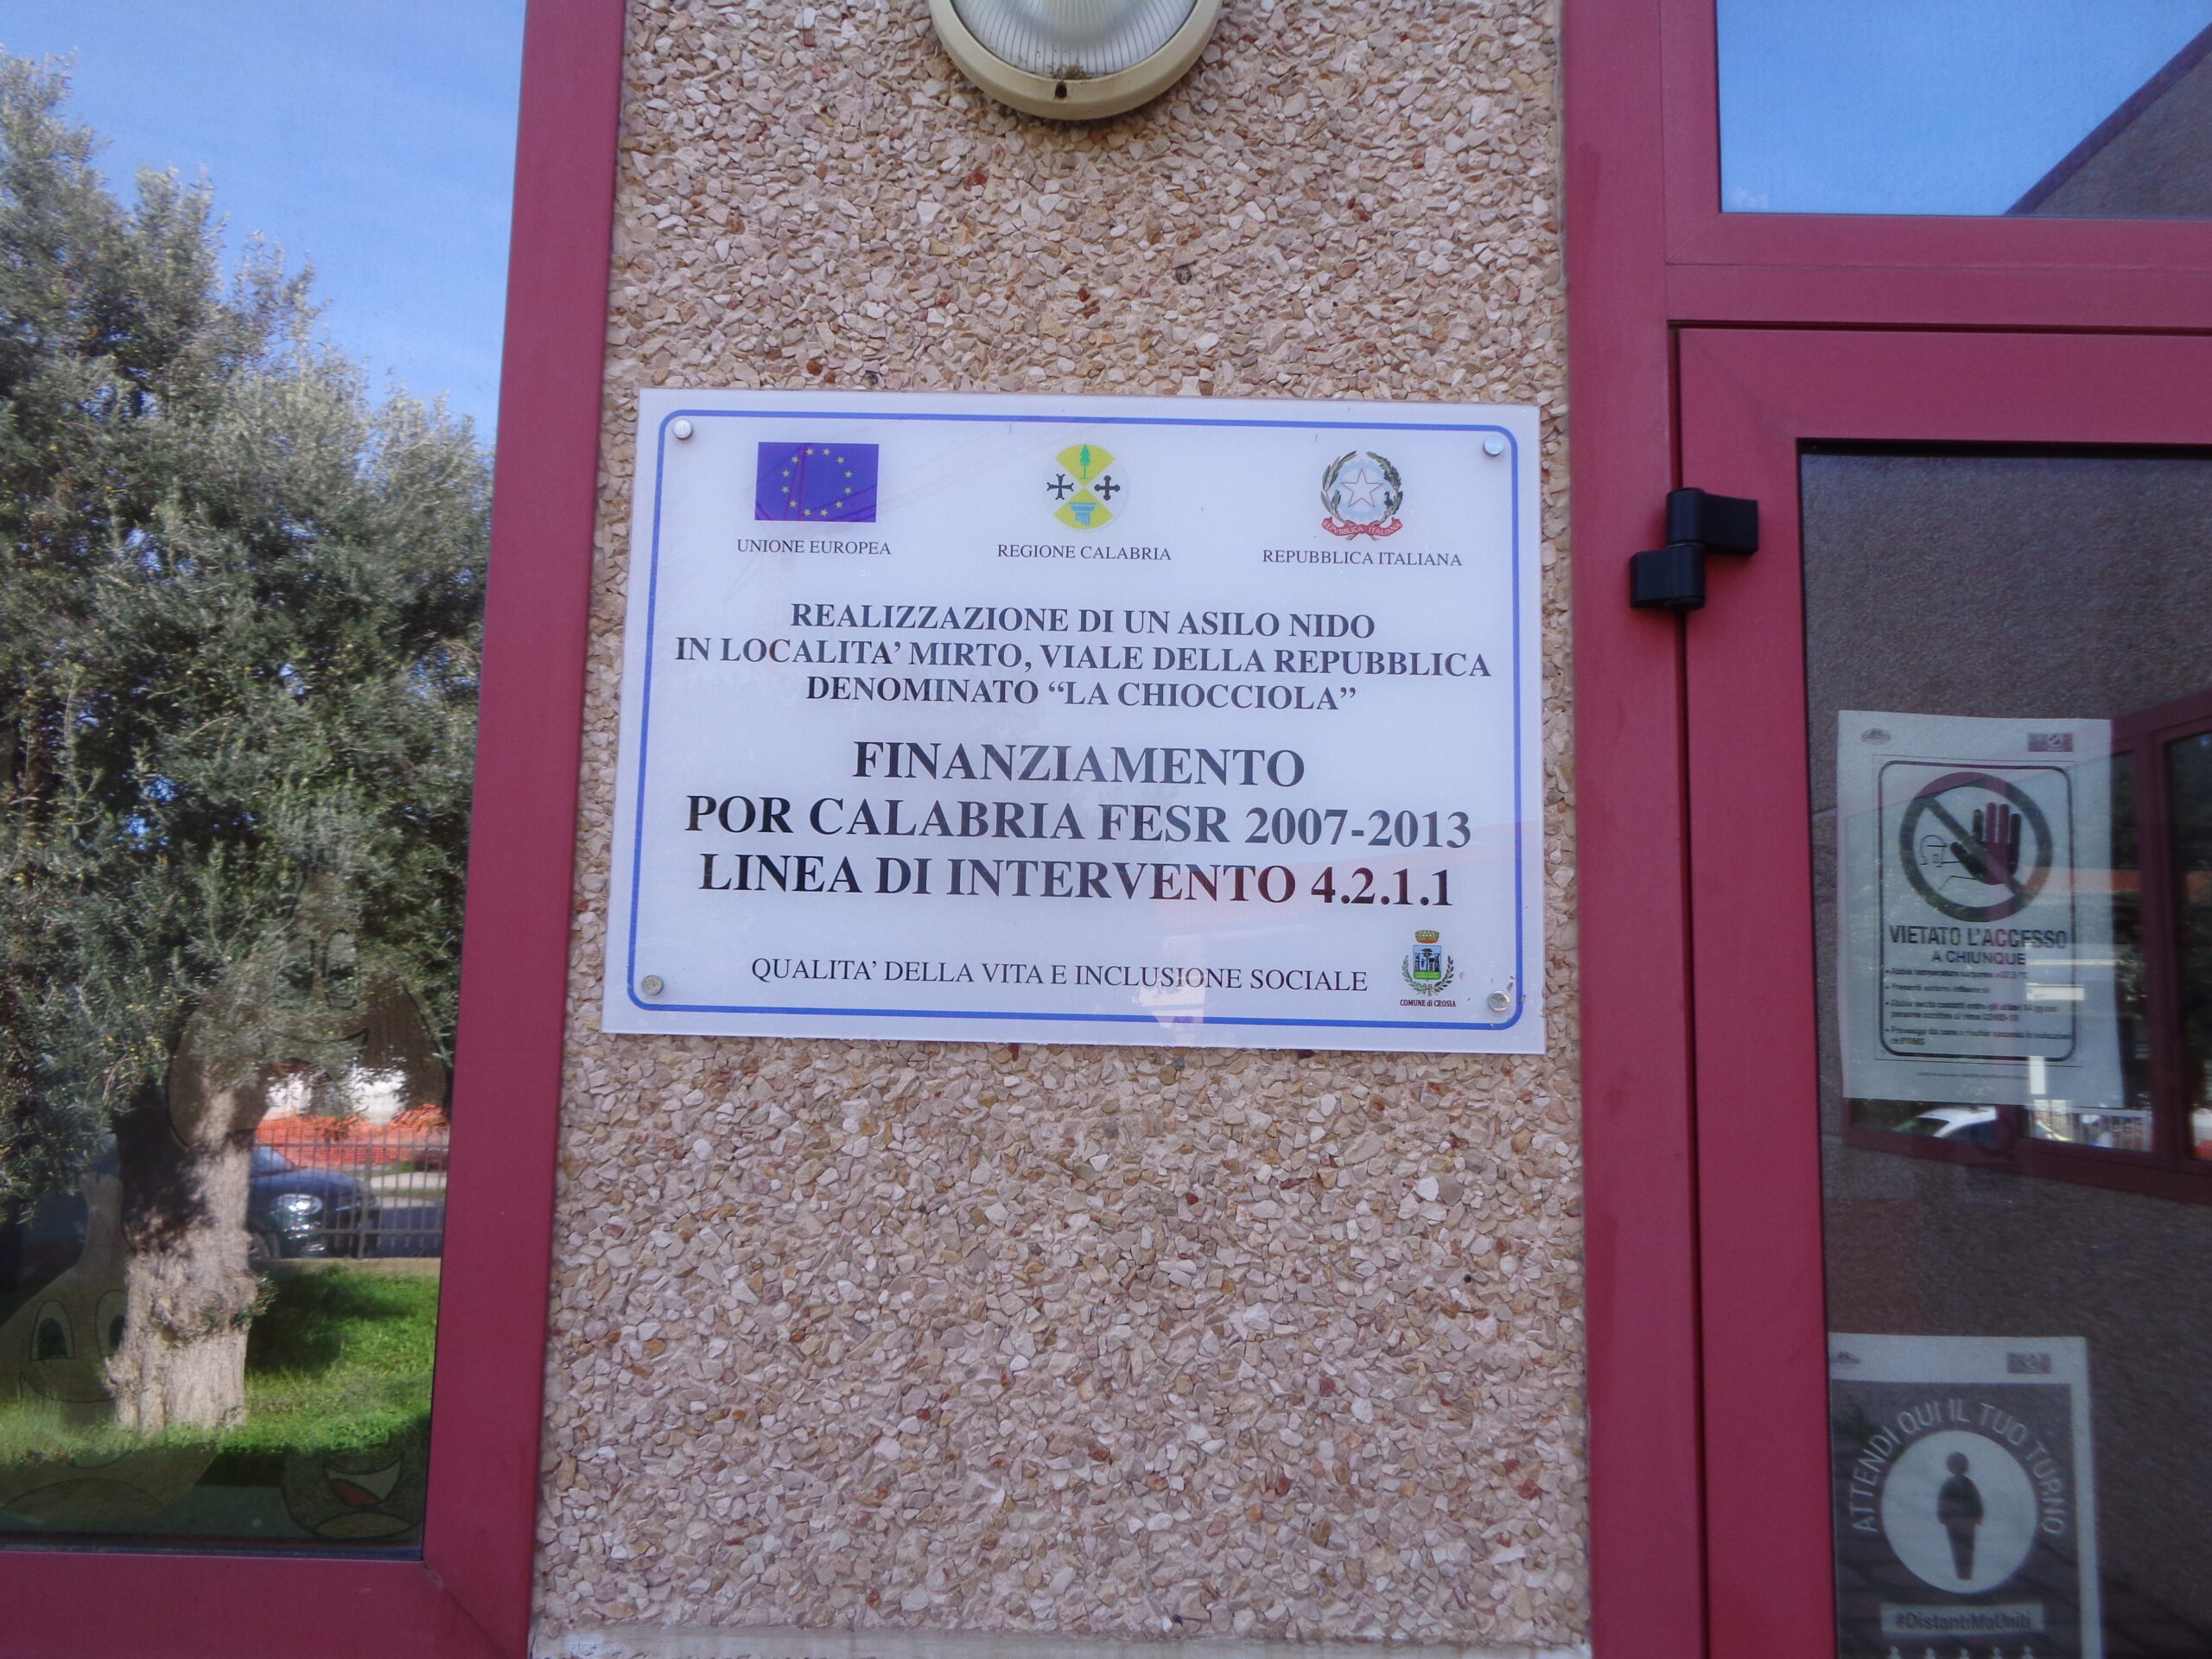 UNIONE EUROPEA
REGIONE CALABRIA
REPUBBLICA ITALIANA
REALIZZAZIONE DI UN ASILO NIDO
IN LOCALITA' MIRTO, VIALE DELLA REPUBBLICA
DENOMINATO “LA CHIOCCIOLA”
FINANZIAMENTO
POR CALABRIA FESR 2007-2013
LINEA DI INTERVENTO 4.2.1.1
QUALITA' DELLA VITA E INCLUSIONE SOCIALE
COMUNE di CROSIA
VIETATO L'ACCESSO
A CHIUNQUE
ATTENDI QUI IL TUO TURNO
#DistantiMaUniti